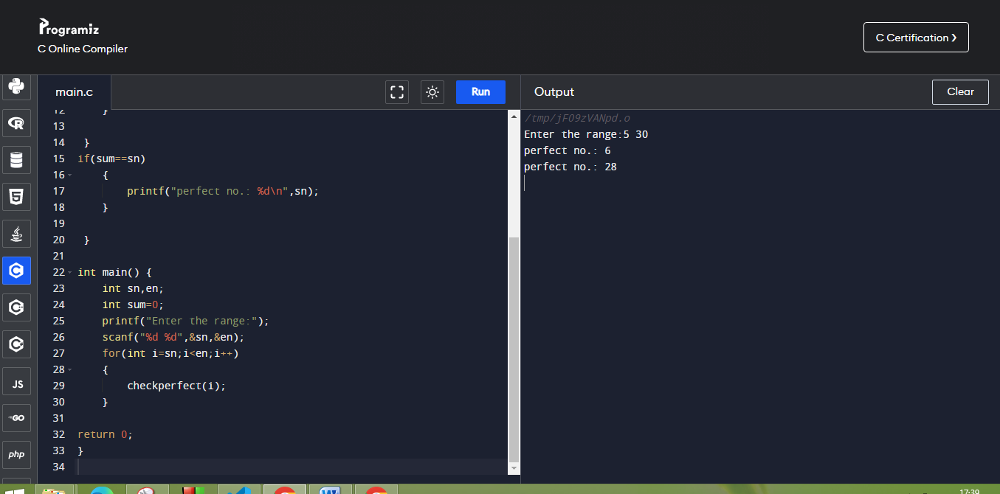 Programiz
C Online Compiler
C Certification ❯
main.c
Run
Output
Clear
12 }
13
14 }
15 if(sum==sn)
16 {
17 printf("perfect no.: %d\n",sn);
18 }
19
20 }
21
22 int main() {
23 int sn,en;
24 int sum=0;
25 printf("Enter the range:");
26 scanf("%d %d",&sn,&en);
27 for(int i=sn;i<en;i++)
28 {
29 checkperfect(i);
30 }
31
32 return 0;
33 }
34
/tmp/jFO9zVANpd.o
Enter the range:5 30
perfect no.: 6
perfect no.: 28
R
5
C
C
C
JS
GO
php
W
17:39